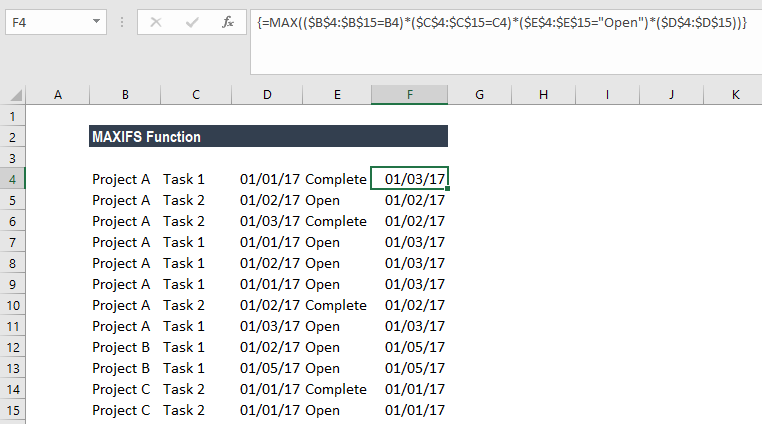 F4 fx {=MAX(($B$4:$B$15=B4)*($C$4:$C$15=C4)*($E$4:$E$15="Open")*($D$4:$D$15))}
A B C D E F G H I J K
1
2 MAXIFS Function
3
4 Project A Task 1 01/01/17 Complete 01/03/17
5 Project A Task 2 01/02/17 Open 01/02/17
6 Project A Task 2 01/03/17 Complete 01/02/17
7 Project A Task 1 01/01/17 Open 01/03/17
8 Project A Task 1 01/02/17 Open 01/03/17
9 Project A Task 1 01/01/17 Open 01/03/17
10 Project A Task 2 01/02/17 Complete 01/02/17
11 Project A Task 1 01/03/17 Open 01/03/17
12 Project B Task 1 01/02/17 Open 01/05/17
13 Project B Task 1 01/05/17 Open 01/05/17
14 Project C Task 2 01/01/17 Complete 01/01/17
15 Project C Task 2 01/01/17 Open 01/01/17